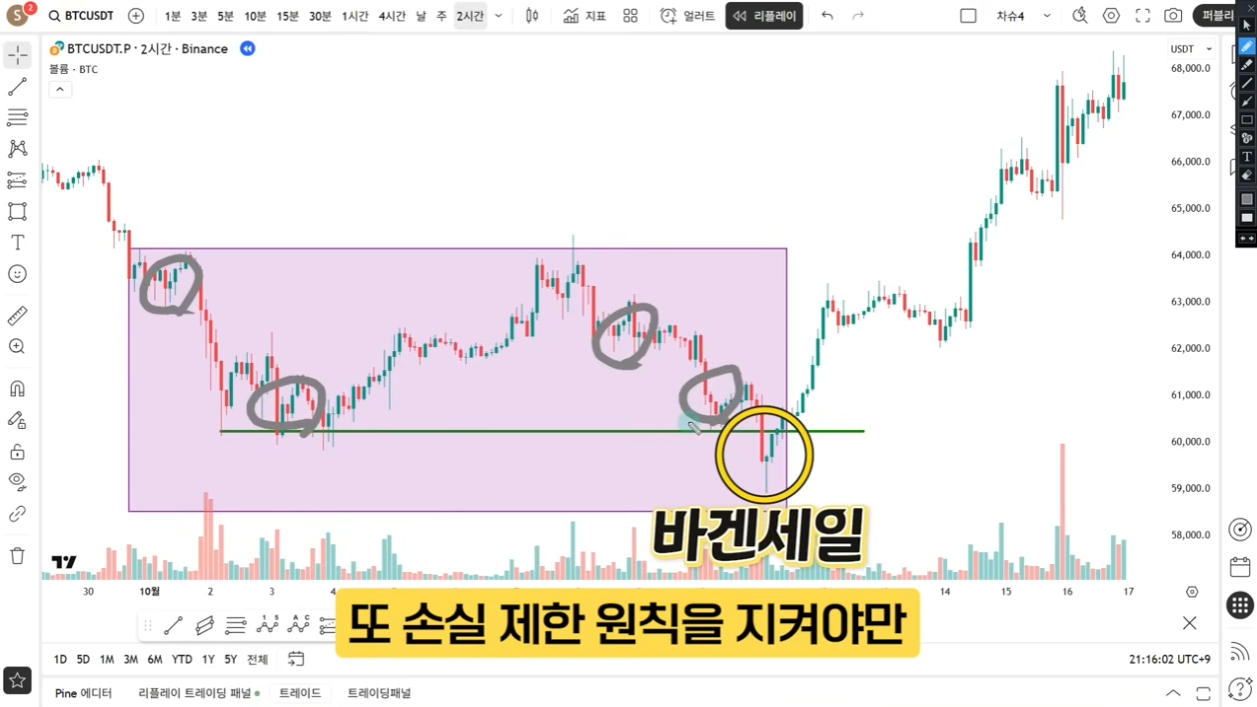 S 2 BTCUSDT 1분 3분 5분 10분 15분 30분 1시간 4시간 날 주 2시간 지표 얼러트 리플레이 차슈4 퍼블리
BTCUSDT.P · 2시간 · Binance
볼륨 · BTC
USDT
68,000.0
67,000.0
66,000.0
65,000.0
64,000.0
63,000.0
62,000.0
61,000.0
60,000.0
59,000.0
58,000.0
바겐세일
30 10월 2 3 4 14 15 16 17
또 손실 제한 원칙을 지켜야만
1D 5D 1M 3M 6M YTD 1Y 5Y 전체 21:16:02 UTC+9
Pine 에디터 리플레이 트레이딩 패널 트레이드 트레이딩패널